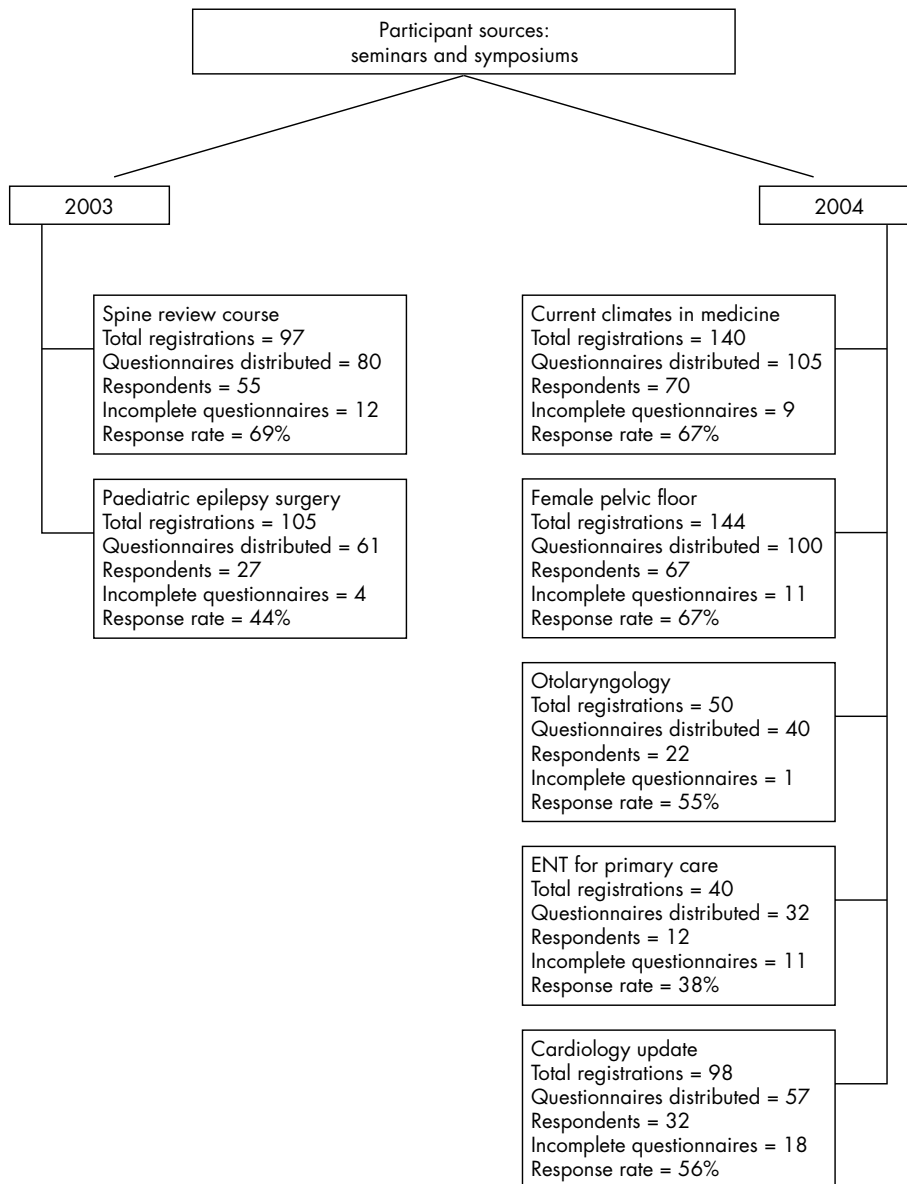 Participant sources:
seminars and symposiums
2003
2004
Spine review course
Total registrations = 97
Questionnaires distributed = 80
Respondents = 55
Incomplete questionnaires = 12
Response rate = 69%
Paediatric epilepsy surgery
Total registrations = 105
Questionnaires distributed = 61
Respondents = 27
Incomplete questionnaires = 4
Response rate = 44%
Current climates in medicine
Total registrations = 140
Questionnaires distributed = 105
Respondents = 70
Incomplete questionnaires = 9
Response rate = 67%
Female pelvic floor
Total registrations = 144
Questionnaires distributed = 100
Respondents = 67
Incomplete questionnaires = 11
Response rate = 67%
Otolaryngology
Total registrations = 50
Questionnaires distributed = 40
Respondents = 22
Incomplete questionnaires = 1
Response rate = 55%
ENT for primary care
Total registrations = 40
Questionnaires distributed = 32
Respondents = 12
Incomplete questionnaires = 11
Response rate = 38%
Cardiology update
Total registrations = 98
Questionnaires distributed = 57
Respondents = 32
Incomplete questionnaires = 18
Response rate = 56%